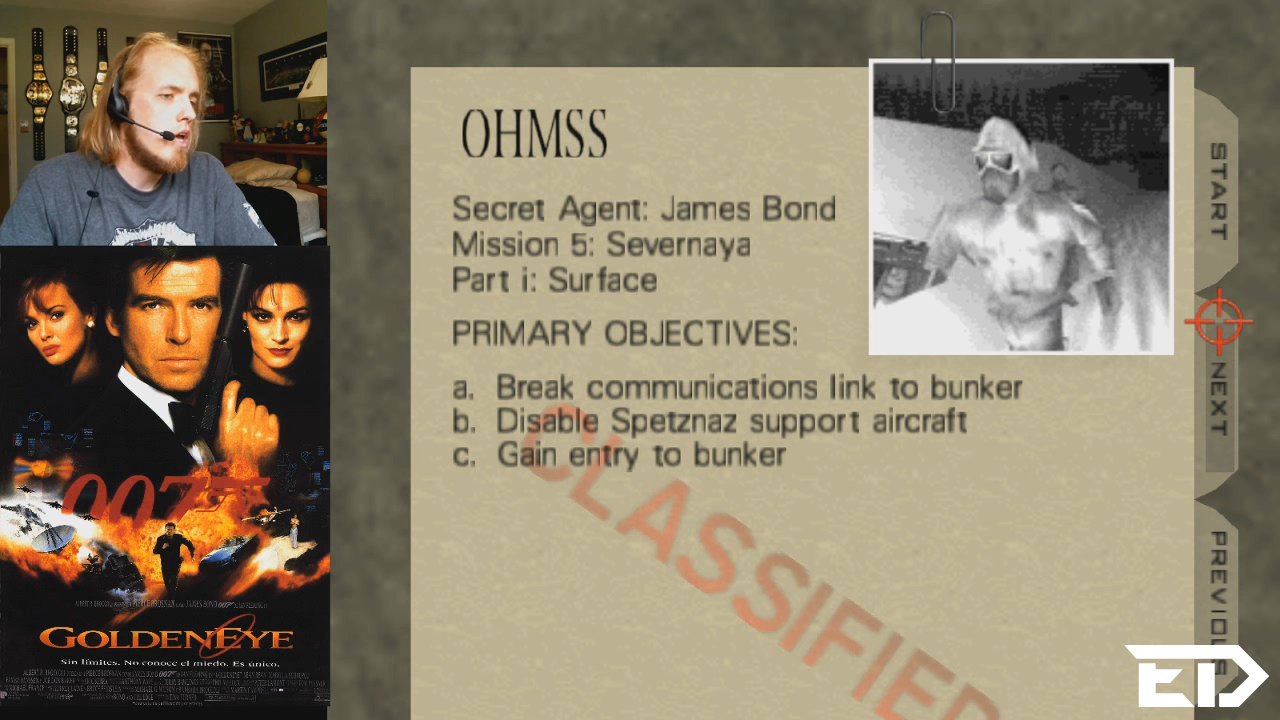 OHMSS
Secret Agent: James Bond
Mission 5: Severnaya
Part i: Surface
PRIMARY OBJECTIVES:
a. Break communications link to bunker
b. Disable Spetznaz support aircraft
c. Gain entry to bunker
CLASSIFIED
START
NEXT
PREVIOUS
007
GOLDENEYE
Sin límites. No conoce el miedo. Es único.